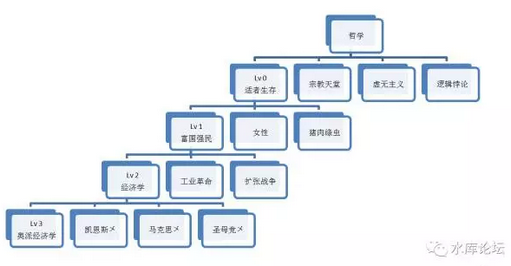 哲学
Lv 0
适者生存
宗教天堂
虚无主义
逻辑悖论
Lv 1
富国强民
女性
猪肉绦虫
Lv 2
经济学
工业革命
扩张战争
Lv 3
奥派经济学
凯恩斯〤
马克思〤
圣母党〤
水库论坛